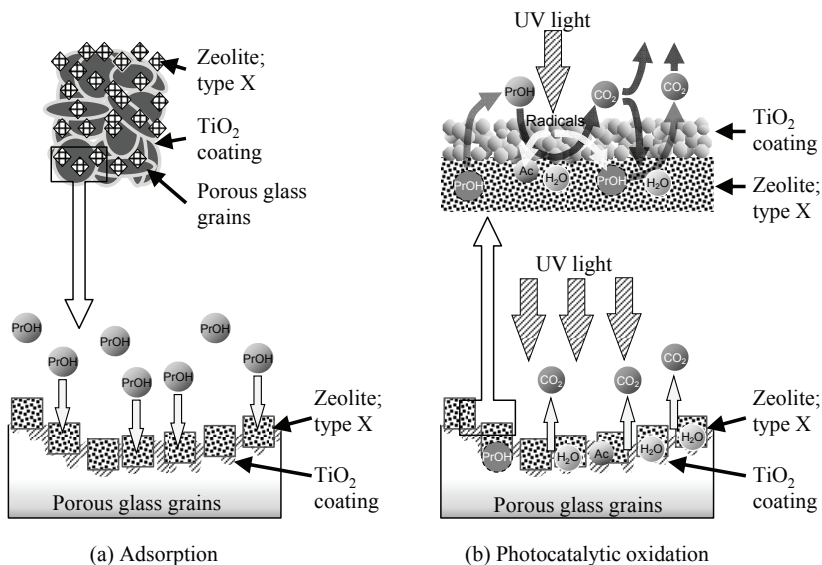 Zeolite;
type X
TiO₂
coating
Porous glass
grains
PrOH
PrOH
PrOH
PrOH
PrOH
PrOH
PrOH
Zeolite;
type X
TiO₂
coating
Porous glass grains
(a) Adsorption
UV light
PrOH
CO₂
CO₂
Radicals
TiO₂
coating
PrOH
Ac
H₂O
PrOH
H₂O
Zeolite;
type X
UV light
CO₂
CO₂
CO₂
Zeolite;
type X
PrOH
H₂O
Ac
H₂O
H₂O
TiO₂
coating
Porous glass grains
(b) Photocatalytic oxidation